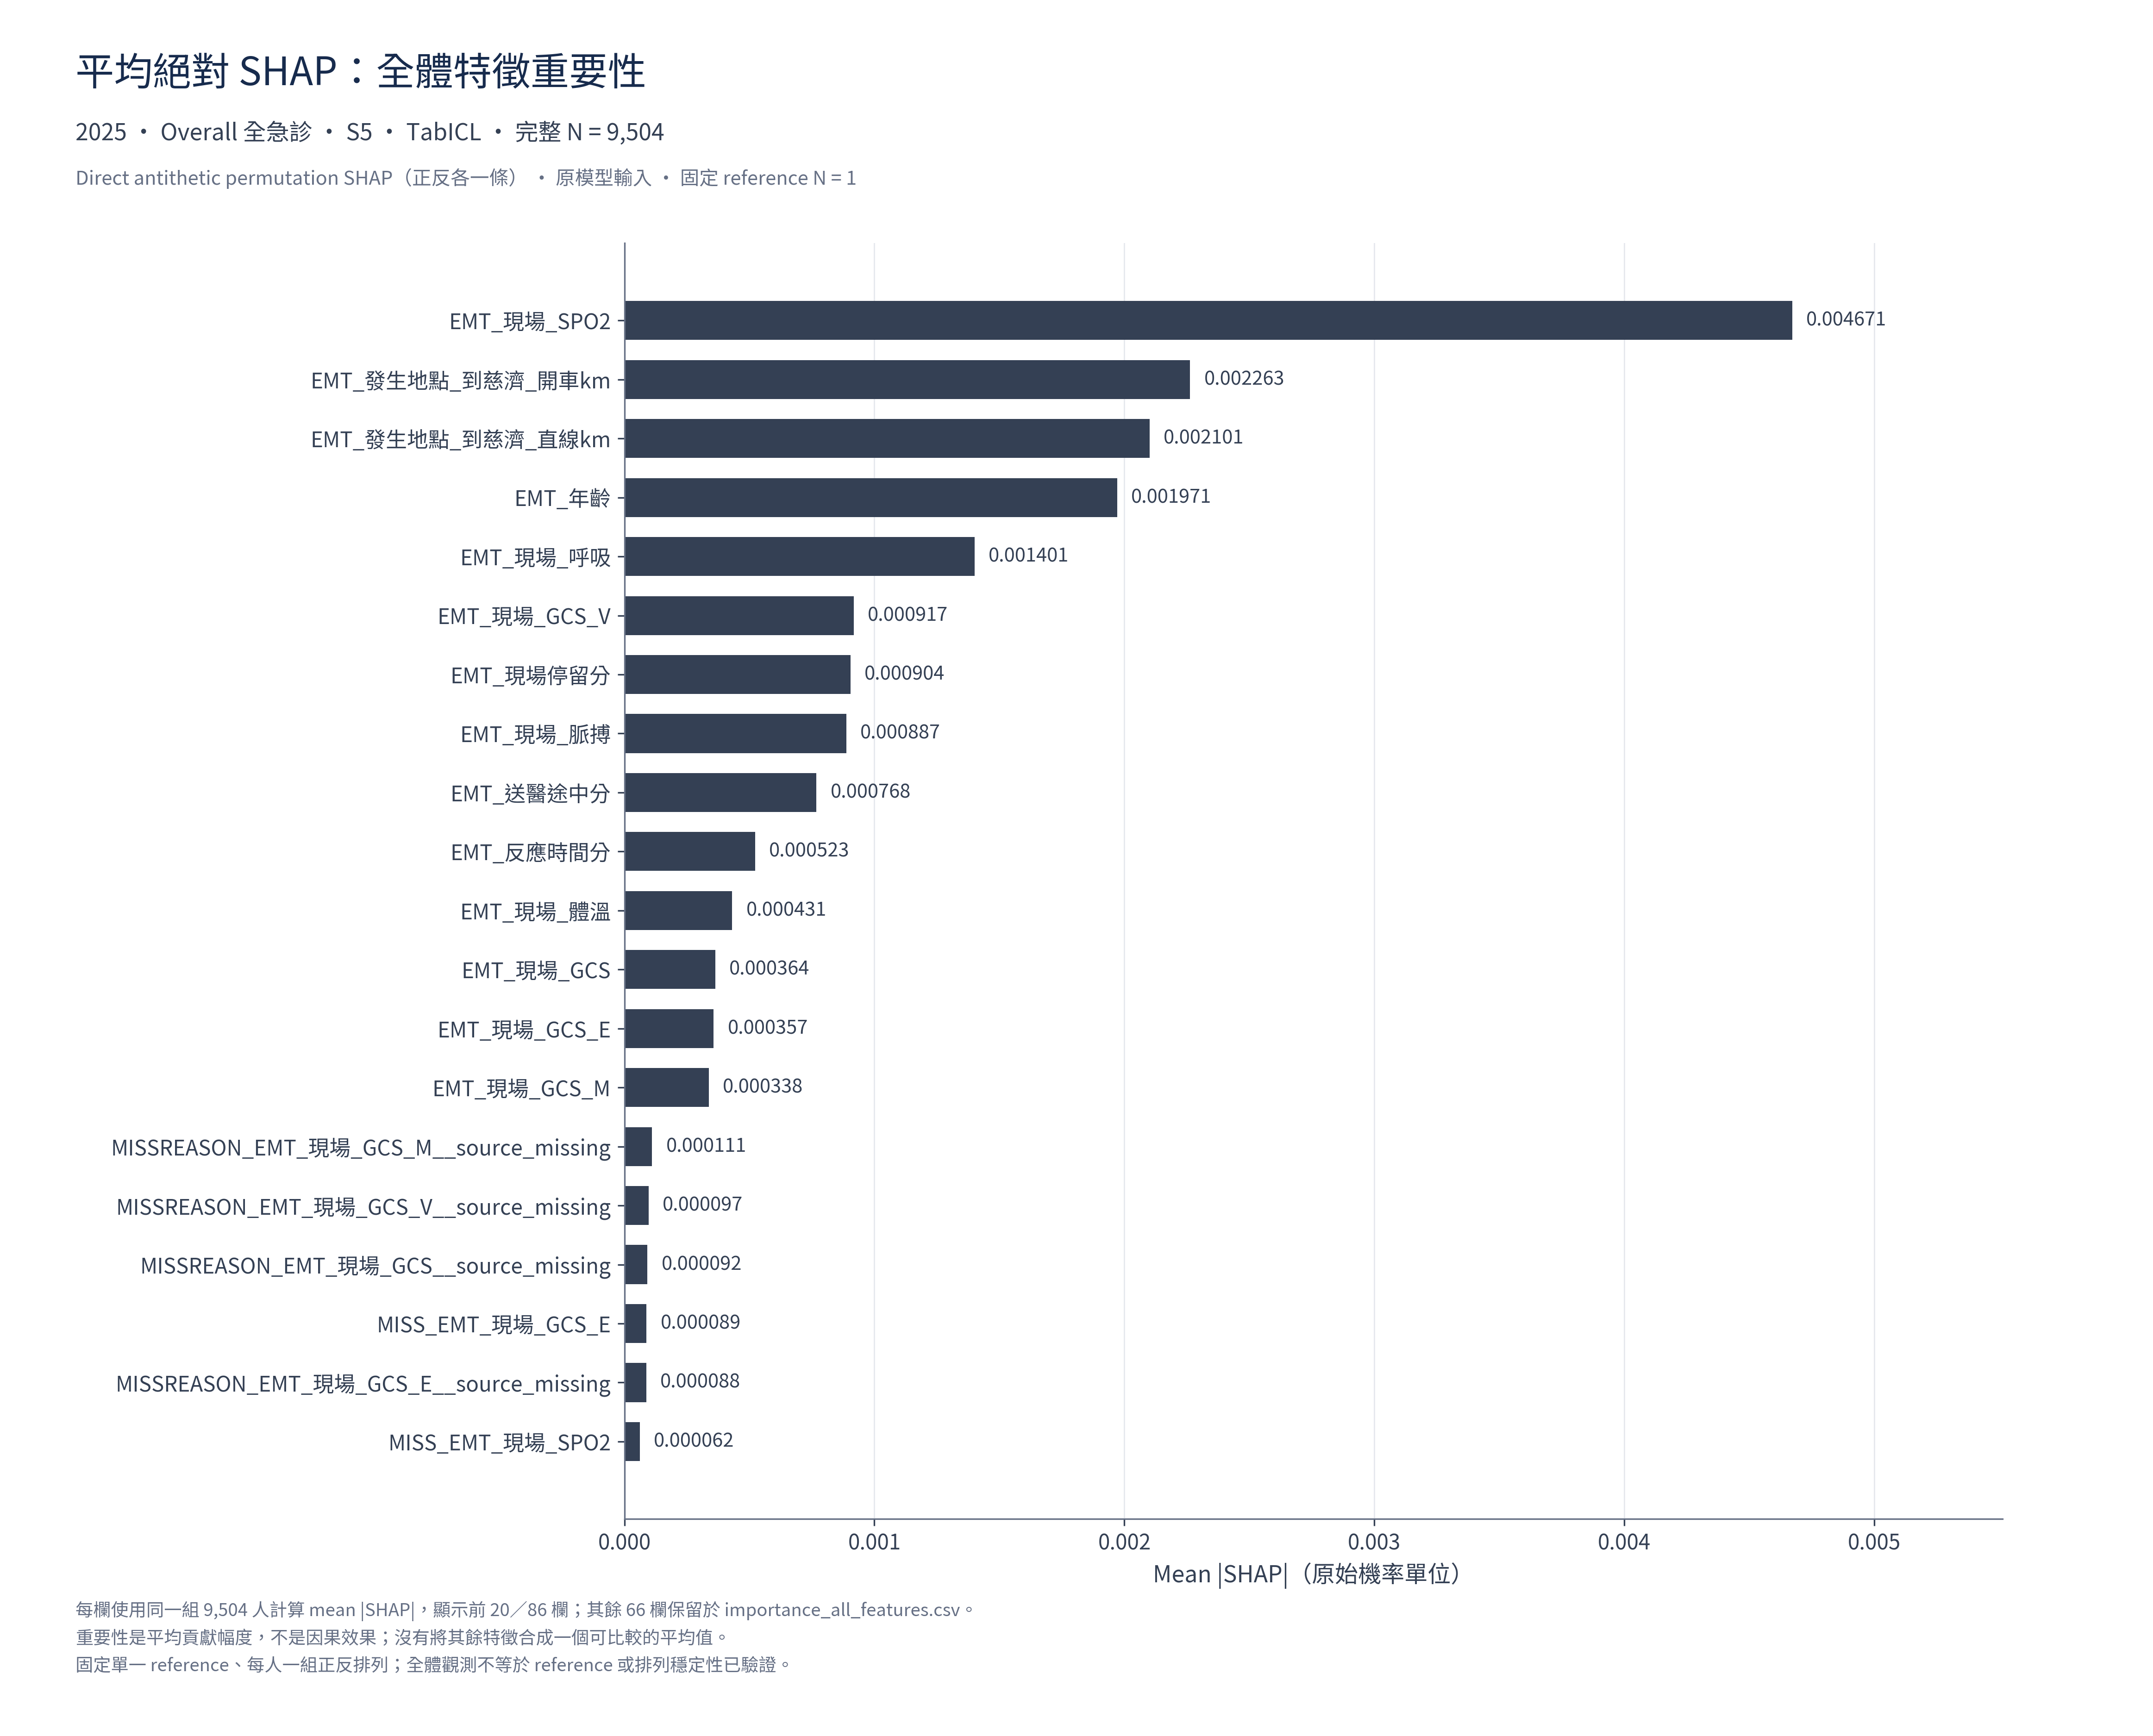 平均絕對 SHAP：全體特徵重要性
2025 • Overall 全急診 • S5 • TabICL • 完整 N = 9,504
Direct antithetic permutation SHAP（正反各一條） • 原模型輸入 • 固定 reference N = 1
EMT_現場_SPO2 0.004671
EMT_發生地點_到慈濟_開車km 0.002263
EMT_發生地點_到慈濟_直線km 0.002101
EMT_年齡 0.001971
EMT_現場_呼吸 0.001401
EMT_現場_GCS_V 0.000917
EMT_現場停留分 0.000904
EMT_現場_脈搏 0.000887
EMT_送醫途中分 0.000768
EMT_反應時間分 0.000523
EMT_現場_體溫 0.000431
EMT_現場_GCS 0.000364
EMT_現場_GCS_E 0.000357
EMT_現場_GCS_M 0.000338
MISSREASON_EMT_現場_GCS_M__source_missing 0.000111
MISSREASON_EMT_現場_GCS_V__source_missing 0.000097
MISSREASON_EMT_現場_GCS__source_missing 0.000092
MISS_EMT_現場_GCS_E 0.000089
MISSREASON_EMT_現場_GCS_E__source_missing 0.000088
MISS_EMT_現場_SPO2 0.000062
0.000 0.001 0.002 0.003 0.004 0.005
Mean |SHAP|（原始機率單位）
每欄使用同一組 9,504 人計算 mean |SHAP|，顯示前 20／86 欄；其餘 66 欄保留於 importance_all_features.csv。
重要性是平均貢獻幅度，不是因果效果；沒有將其餘特徵合成一個可比較的平均值。
固定單一 reference、每人一組正反排列；全體觀測不等於 reference 或排列穩定性已驗證。